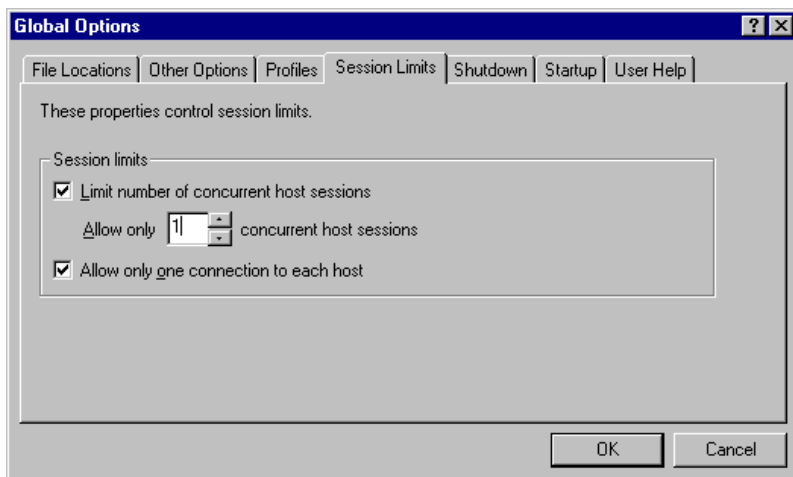 Global Options
File Locations Other Options Profiles Session Limits Shutdown Startup User Help
These properties control session limits.
Session limits
Limit number of concurrent host sessions
Allow only 1 concurrent host sessions
Allow only one connection to each host
OK Cancel